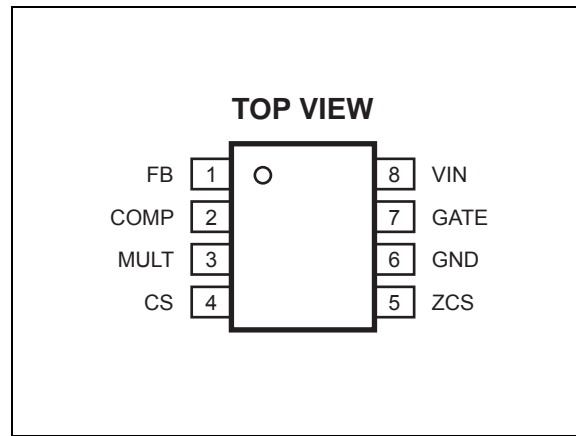 TOP VIEW
FB 1 8 VIN
COMP 2 7 GATE
MULT 3 6 GND
CS 4 5 ZCS